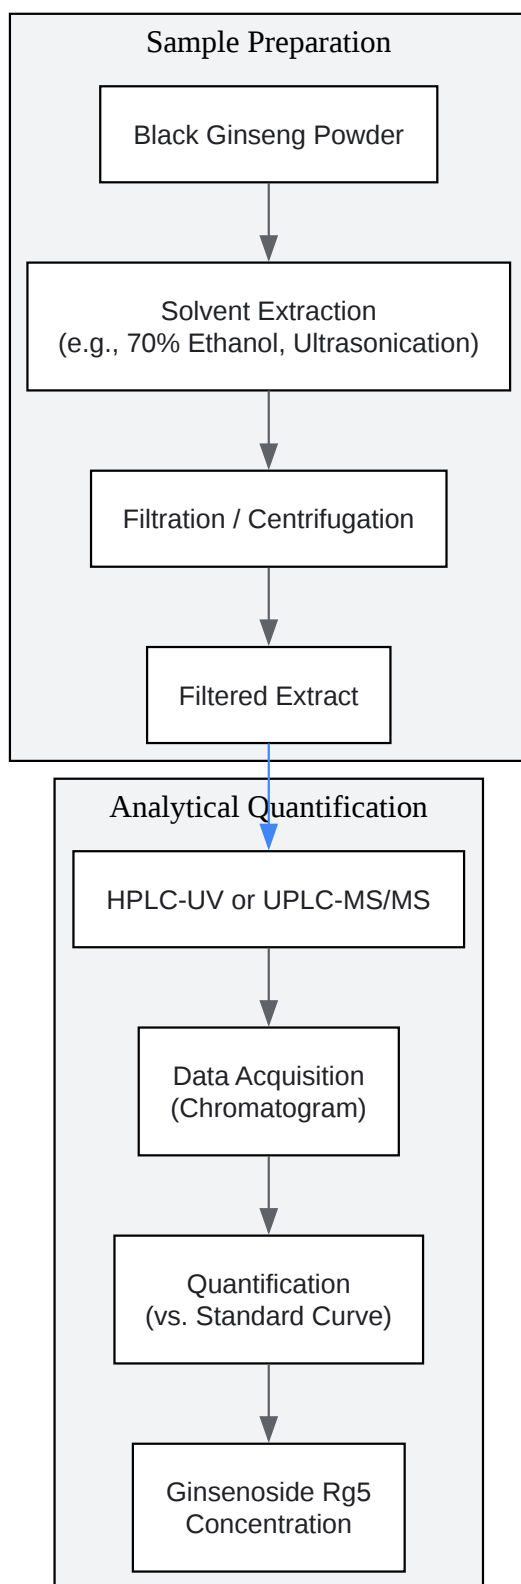 Sample Preparation
Black Ginseng Powder
Solvent Extraction
(e.g., 70% Ethanol, Ultrasonication)
Filtration / Centrifugation
Filtered Extract
Analytical Quantification
HPLC-UV or UPLC-MS/MS
Data Acquisition
(Chromatogram)
Quantification
(vs. Standard Curve)
Ginsenoside Rg5
Concentration